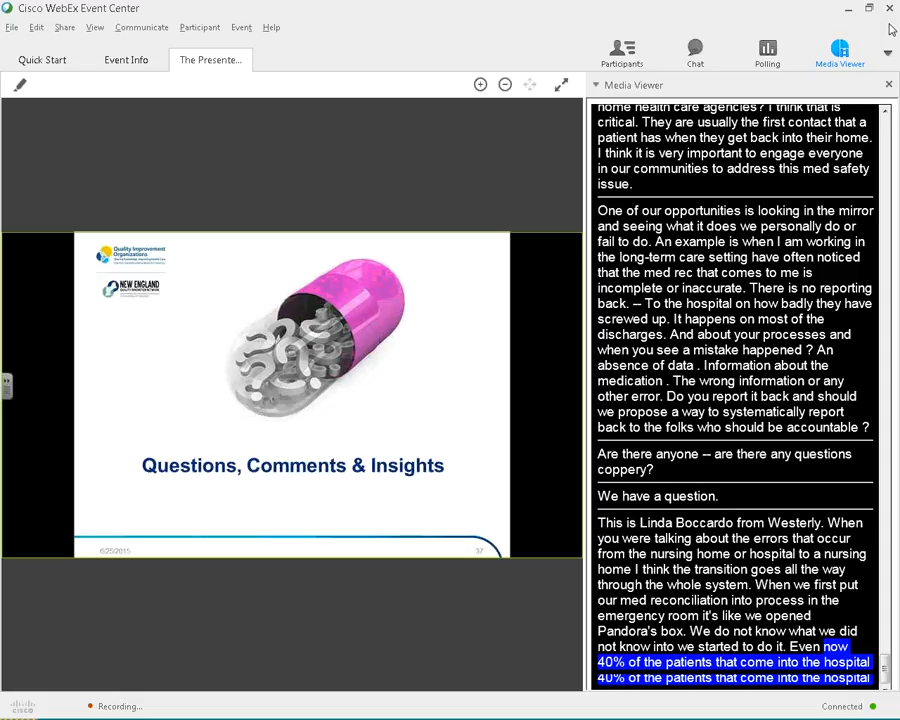 Cisco WebEx Event Center
File Edit Share View Communicate Participant Event Help
Quick Start Event Info The Presente...
Participants Chat Polling Media Viewer
Media Viewer
home health care agencies? I think that is
critical. They are usually the first contact that a
patient has when they get back into their home.
I think it is very important to engage everyone
in our communities to address this med safety
issue.
One of our opportunities is looking in the mirror
and seeing what it does we personally do or
fail to do. An example is when I am working in
the long-term care setting have often noticed
that the med rec that comes to me is
incomplete or inaccurate. There is no reporting
back. -- To the hospital on how badly they have
screwed up. It happens on most of the
discharges. And about your processes and
when you see a mistake happened ? An
absence of data . Information about the
medication . The wrong information or any
other error. Do you report it back and should
we propose a way to systematically report
back to the folks who should be accountable ?
Are there anyone -- are there any questions
coppery?
We have a question.
This is Linda Boccardo from Westerly. When
you were talking about the errors that occur
from the nursing home or hospital to a nursing
home I think the transition goes all the way
through the whole system. When we first put
our med reconciliation into process in the
emergency room it's like we opened
Pandora's box. We do not know what we did
not know into we started to do it. Even now
40% of the patients that come into the hospital
40% of the patients that come into the hospital
Quality Improvement
Organizations
NEW ENGLAND
Questions, Comments & Insights
6/25/2015
37
cisco
Recording...
Connected